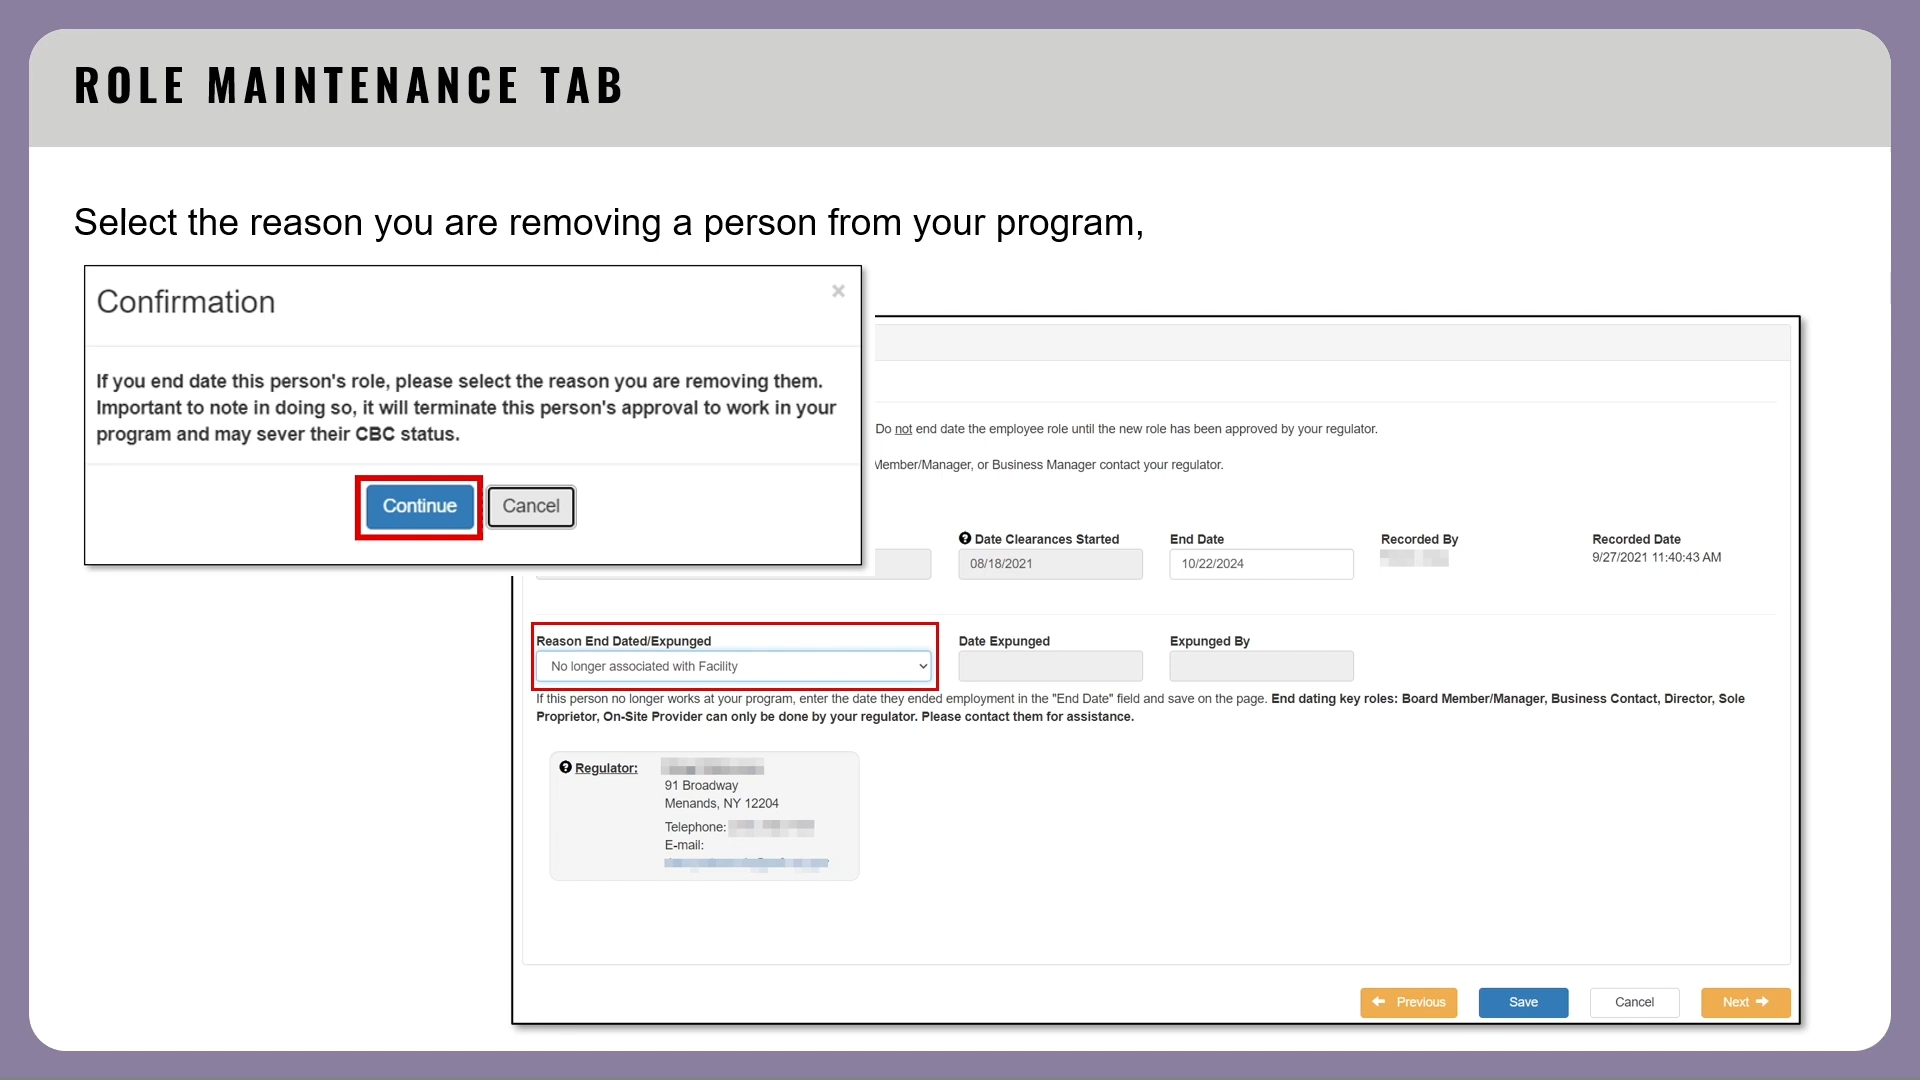 ROLE MAINTENANCE TAB
Select the reason you are removing a person from your program,
Confirmation
×
If you end date this person's role, please select the reason you are removing them.
Important to note in doing so, it will terminate this person's approval to work in your
program and may sever their CBC status.
Continue
Cancel
Do not end date the employee role until the new role has been approved by your regulator.
Member/Manager, or Business Manager contact your regulator.
Date Clearances Started
End Date
Recorded By
Recorded Date
08/18/2021
10/22/2024
9/27/2021 11:40:43 AM
Reason End Dated/Expunged
Date Expunged
Expunged By
No longer associated with Facility
If this person no longer works at your program, enter the date they ended employment in the "End Date" field and save on the page. End dating key roles: Board Member/Manager, Business Contact, Director, Sole
Proprietor, On-Site Provider can only be done by your regulator. Please contact them for assistance.
Regulator:
91 Broadway
Menands, NY 12204
Telephone:
E-mail:
Previous
Save
Cancel
Next